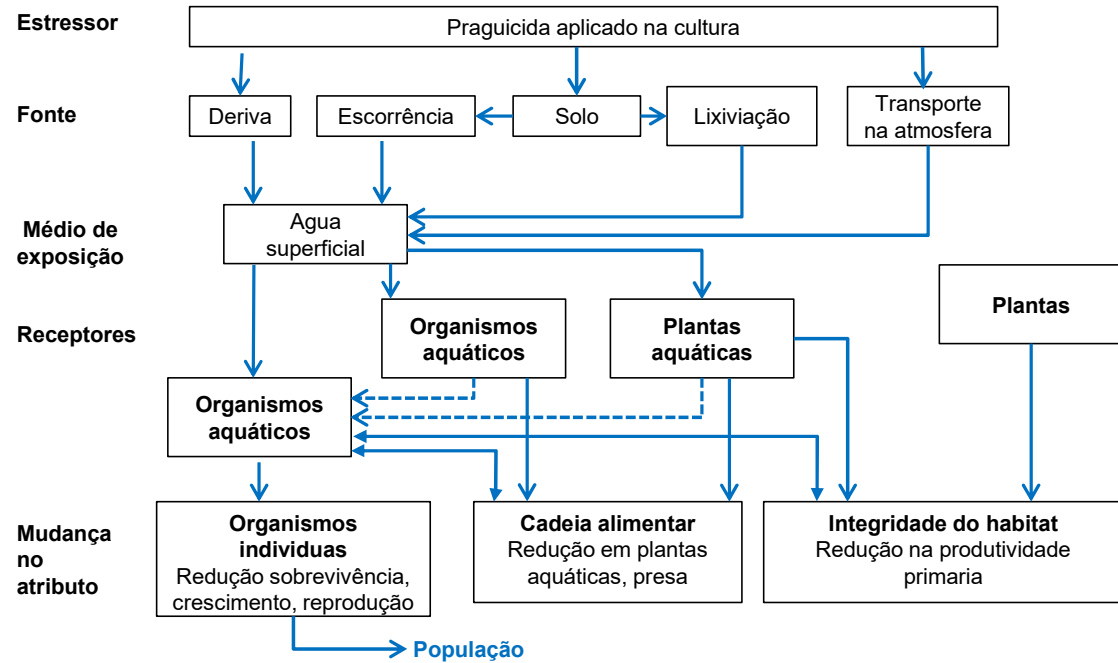 Estressor
Praguicida aplicado na cultura
Fonte
Deriva
Escorrência
Solo
Lixiviação
Transporte
na atmosfera
Médio de
exposição
Agua
superficial
Receptores
Organismos
aquáticos
Plantas
aquáticas
Plantas
Organismos
aquáticos
Mudança
no
atributo
Organismos
individuas
Redução sobrevivência,
crescimento, reprodução
Cadeia alimentar
Redução em plantas
aquáticas, presa
Integridade do habitat
Redução na produtividade
primaria
População